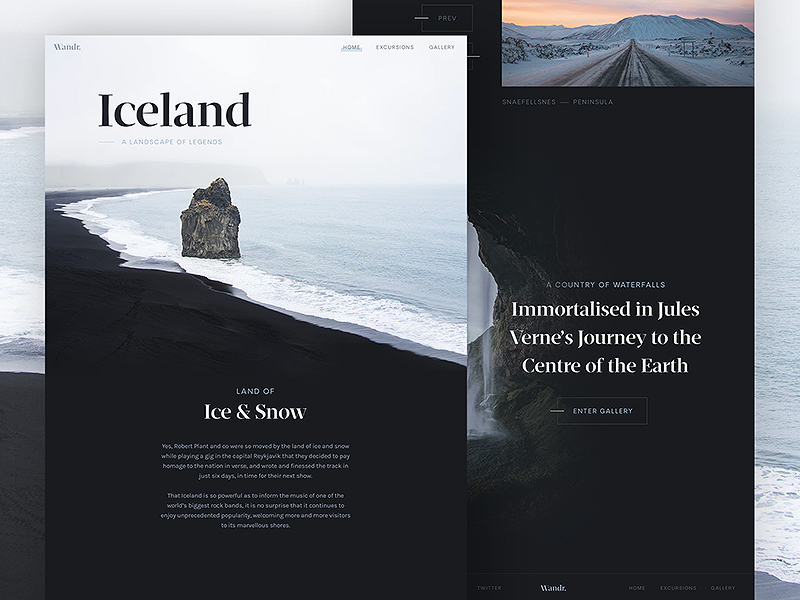 Wandr.
HOME
EXCURSIONS
GALLERY
Iceland
A LANDSCAPE OF LEGENDS
LAND OF
Ice & Snow
Yes, Robert Plant and co were so moved by the land of ice and snow
while playing a gig in the capital Reykjavik that they decided to pay
homage to the nation in verse, and wrote and finessed the track in
just six days, in time for their next show.
That Iceland is so powerful as to inform the music of one of the
world's biggest rock bands, it is no surprise that it continues to
enjoy unprecedented popularity, welcoming more and more visitors
to its marvellous shores.
PREV
SNAEFELLSNES — PENINSULA
A COUNTRY OF WATERFALLS
Immortalised in Jules
Verne's Journey to the
Centre of the Earth
ENTER GALLERY
TWITTER
Wandr.
HOME
EXCURSIONS
GALLERY